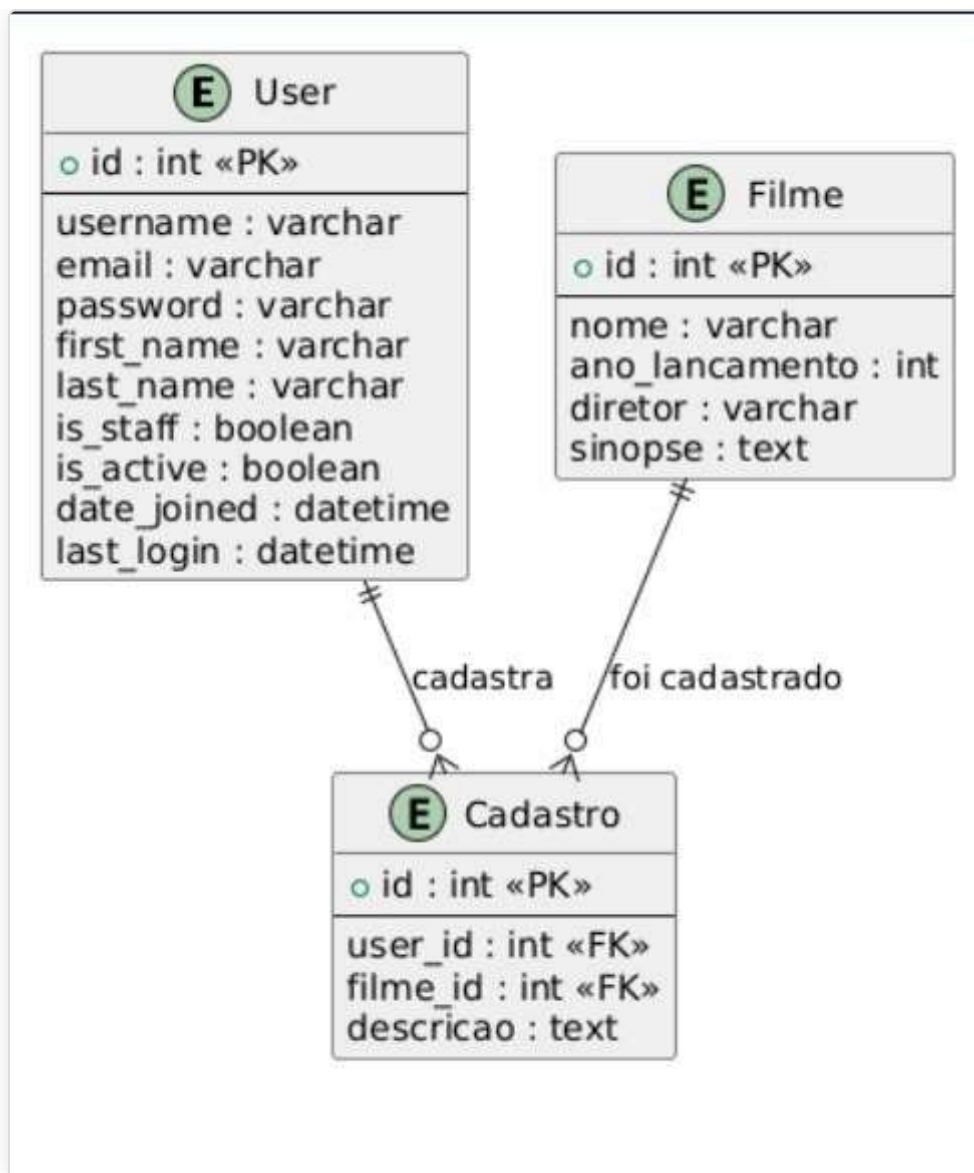 E User
id : int «PK»
username : varchar
email : varchar
password : varchar
first_name : varchar
last_name : varchar
is_staff : boolean
is_active : boolean
date_joined : datetime
last_login : datetime
E Filme
id : int «PK»
nome : varchar
ano_lancamento : int
diretor : varchar
sinopse : text
cadastra
foi cadastrado
E Cadastro
id : int «PK»
user_id : int «FK»
filme_id : int «FK»
descricao : text